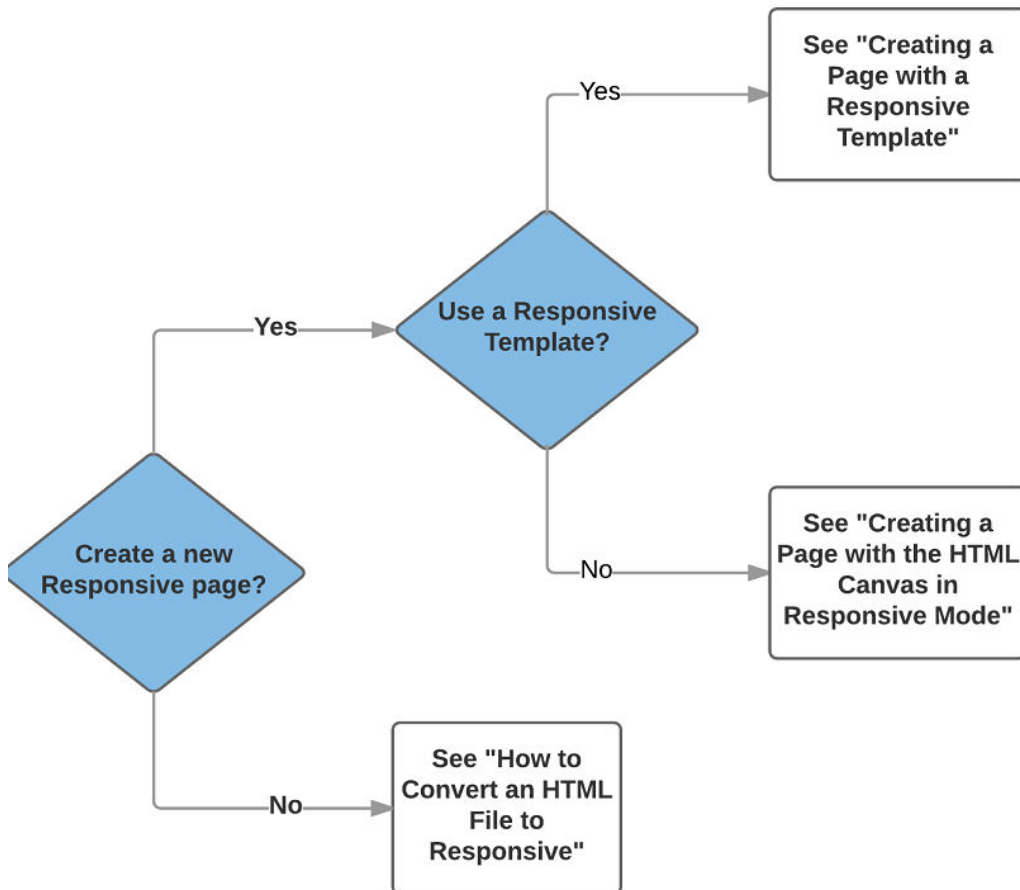 See "Creating a
Page with a
Responsive
Template"
Yes
Use a Responsive
Template?
Yes
No
See "Creating a
Page with the HTML
Canvas in
Responsive Mode"
Create a new
Responsive page?
No
See "How to
Convert an HTML
File to
Responsive"